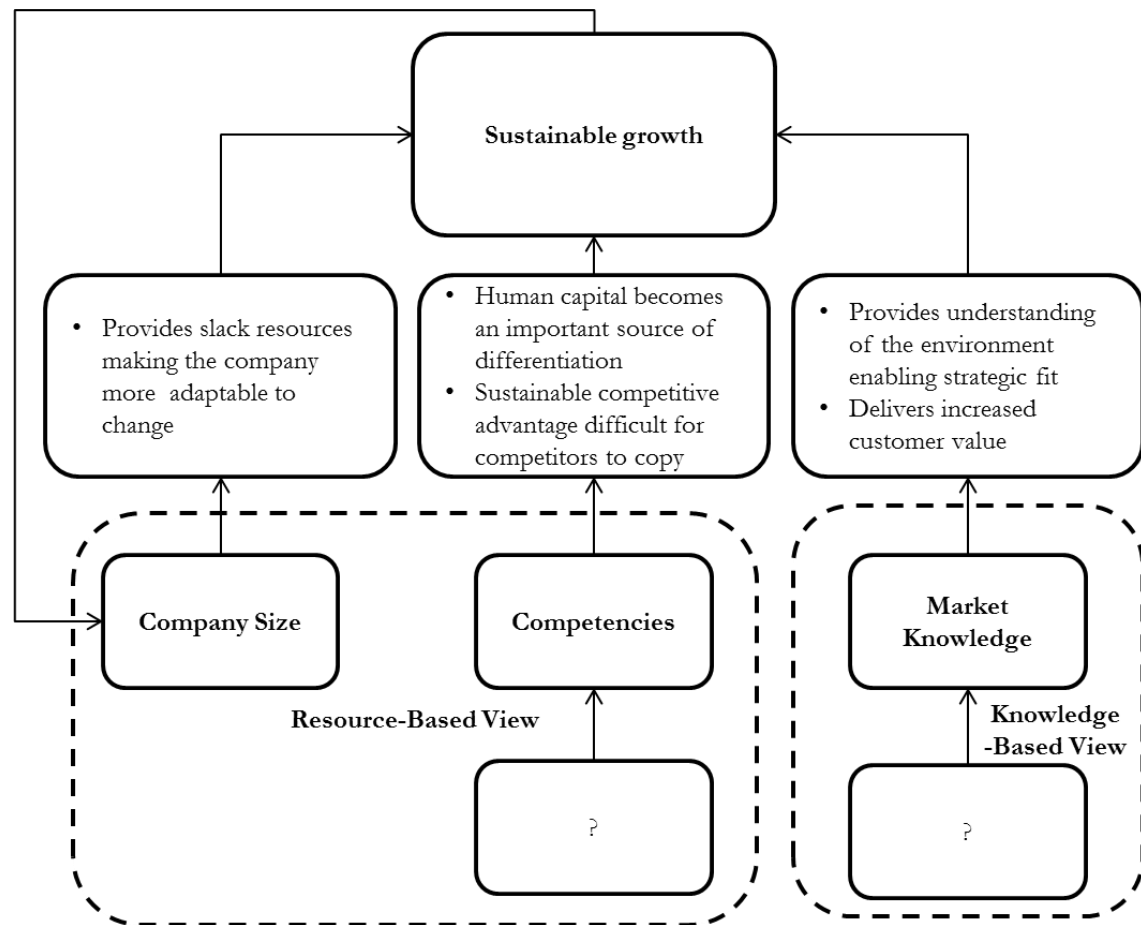 Sustainable growth
• Provides slack resources
making the company
more adaptable to
change
• Human capital becomes
an important source of
differentiation
• Sustainable competitive
advantage difficult for
competitors to copy
• Provides understanding
of the environment
enabling strategic fit
• Delivers increased
customer value
Company Size
Competencies
Market
Knowledge
Resource-Based View
Knowledge
-Based View
?
?